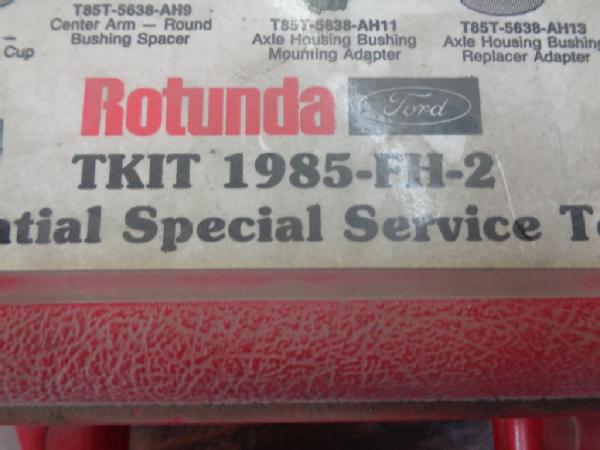 T85T-5638-AH9
Center Arm — Round
Bushing Spacer
Cup
T85T-5638-AH11
Axle Housing Bushing
Mounting Adapter
T85T-5638-AH13
Axle Housing Bushing
Replacer Adapter
Rotunda
Ford
TKIT 1985-FH-2
ntial Special Service T